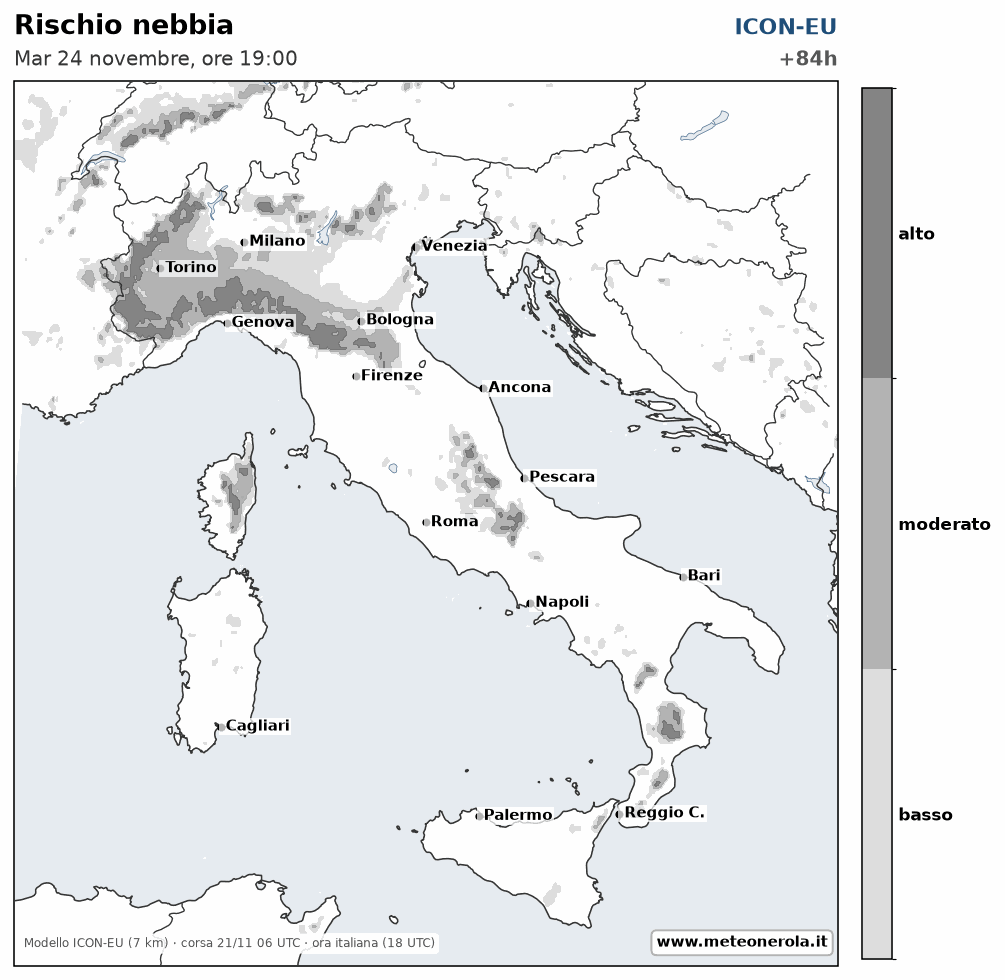 Rischio nebbia
ICON-EU
Mar 24 novembre, ore 19:00
+84h
alto
moderato
basso
Milano
Venezia
Torino
Genova
Bologna
Firenze
Ancona
Pescara
Roma
Bari
Napoli
Cagliari
Palermo
Reggio C.
Modello ICON-EU (7 km) · corsa 21/11 06 UTC · ora italiana (18 UTC)
www.meteonerola.it